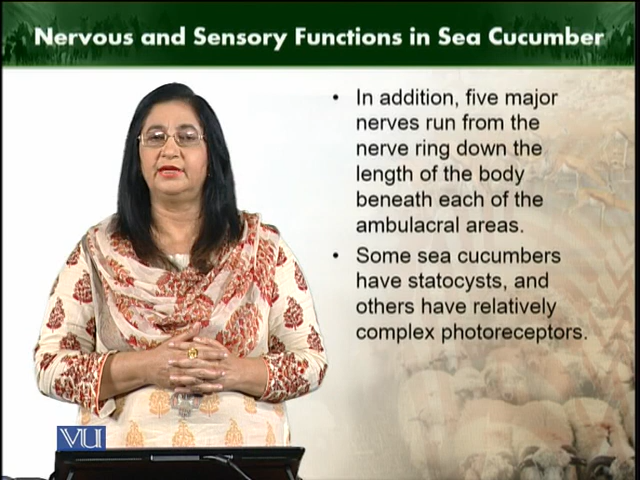 Nervous and Sensory Functions in Sea Cucumber
• In addition, five major
nerves run from the
nerve ring down the
length of the body
beneath each of the
ambulacral areas.
• Some sea cucumbers
have statocysts, and
others have relatively
complex photoreceptors.
VU